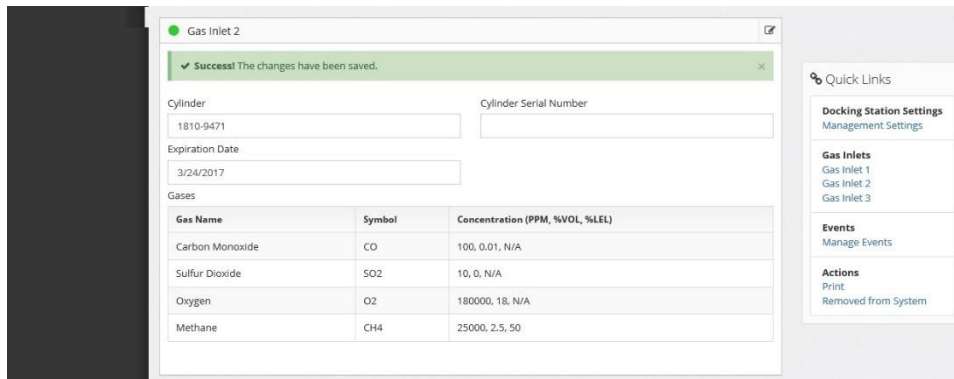 Gas Inlet 2
Success! The changes have been saved.
×
Cylinder
Cylinder Serial Number
1810-9471
Expiration Date
3/24/2017
Gases
Gas Name Symbol Concentration (PPM, %VOL, %LEL)
Carbon Monoxide CO 100, 0.01, N/A
Sulfur Dioxide SO2 10, 0, N/A
Oxygen O2 180000, 18, N/A
Methane CH4 25000, 2.5, 50
Quick Links
Docking Station Settings
Management Settings
Gas Inlets
Gas Inlet 1
Gas Inlet 2
Gas Inlet 3
Events
Manage Events
Actions
Print
Removed from System